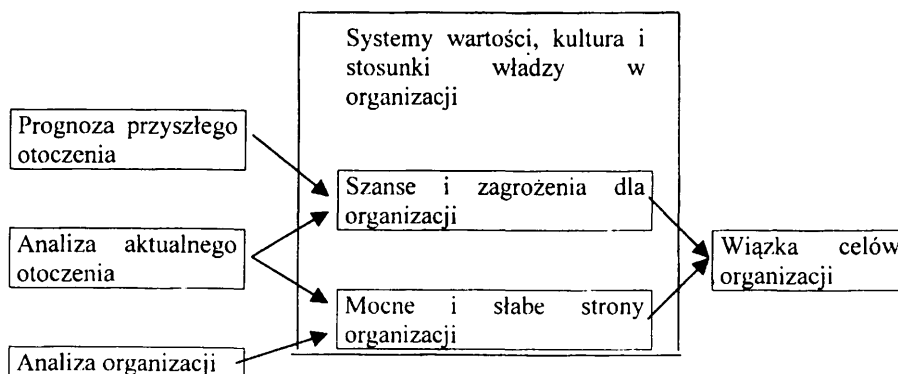 Systemy wartości, kultura i
stosunki władzy w
organizacji
Prognoza przyszłego
otoczenia
Szanse i zagrożenia dla
organizacji
Analiza aktualnego
otoczenia
Wiązka celów
organizacji
Mocne i słabe strony
organizacji
Analiza organizacji